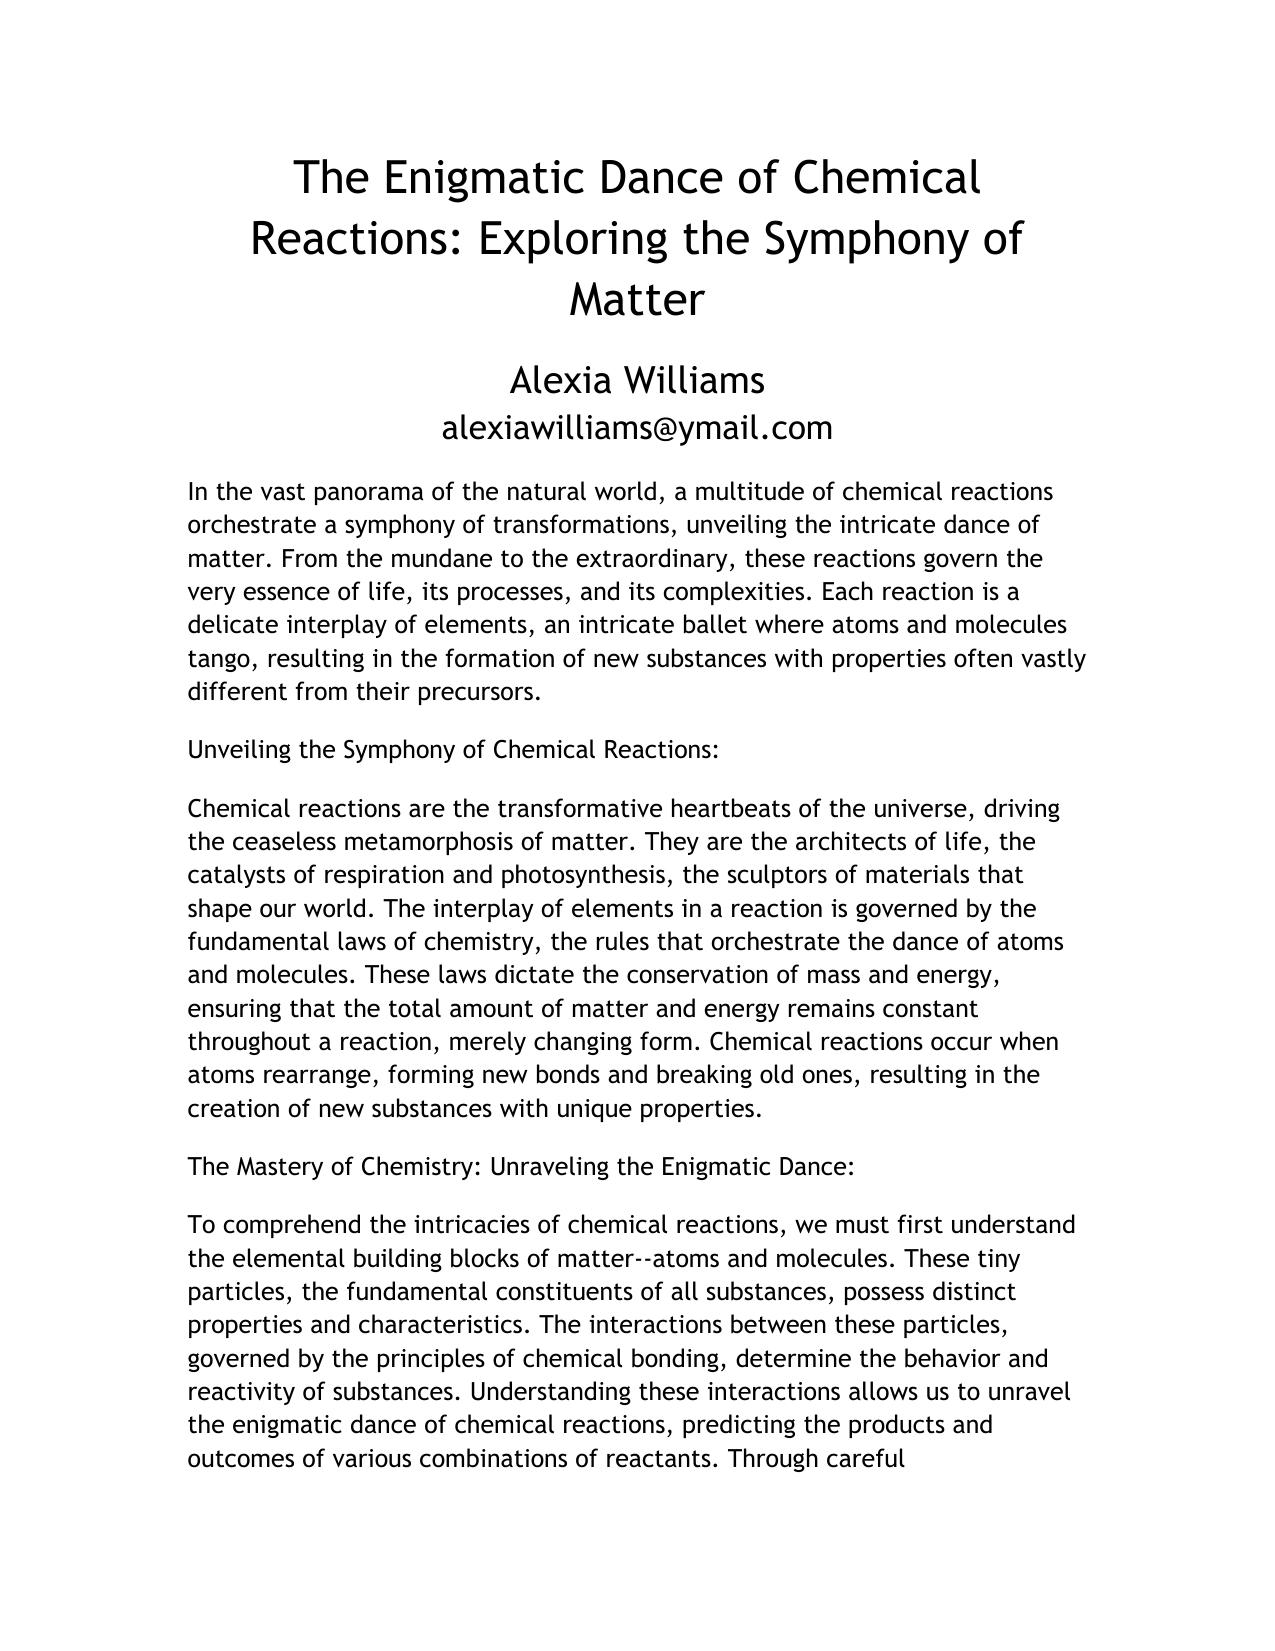 The Enigmatic Dance of Chemical
Reactions: Exploring the Symphony of
Matter
Alexia Williams
alexiawilliams@ymail.com
In the vast panorama of the natural world, a multitude of chemical reactions
orchestrate a symphony of transformations, unveiling the intricate dance of
matter. From the mundane to the extraordinary, these reactions govern the
very essence of life, its processes, and its complexities. Each reaction is a
delicate interplay of elements, an intricate ballet where atoms and molecules
tango, resulting in the formation of new substances with properties often vastly
different from their precursors.
Unveiling the Symphony of Chemical Reactions:
Chemical reactions are the transformative heartbeats of the universe, driving
the ceaseless metamorphosis of matter. They are the architects of life, the
catalysts of respiration and photosynthesis, the sculptors of materials that
shape our world. The interplay of elements in a reaction is governed by the
fundamental laws of chemistry, the rules that orchestrate the dance of atoms
and molecules. These laws dictate the conservation of mass and energy,
ensuring that the total amount of matter and energy remains constant
throughout a reaction, merely changing form. Chemical reactions occur when
atoms rearrange, forming new bonds and breaking old ones, resulting in the
creation of new substances with unique properties.
The Mastery of Chemistry: Unraveling the Enigmatic Dance:
To comprehend the intricacies of chemical reactions, we must first understand
the elemental building blocks of matter--atoms and molecules. These tiny
particles, the fundamental constituents of all substances, possess distinct
properties and characteristics. The interactions between these particles,
governed by the principles of chemical bonding, determine the behavior and
reactivity of substances. Understanding these interactions allows us to unravel
the enigmatic dance of chemical reactions, predicting the products and
outcomes of various combinations of reactants. Through careful